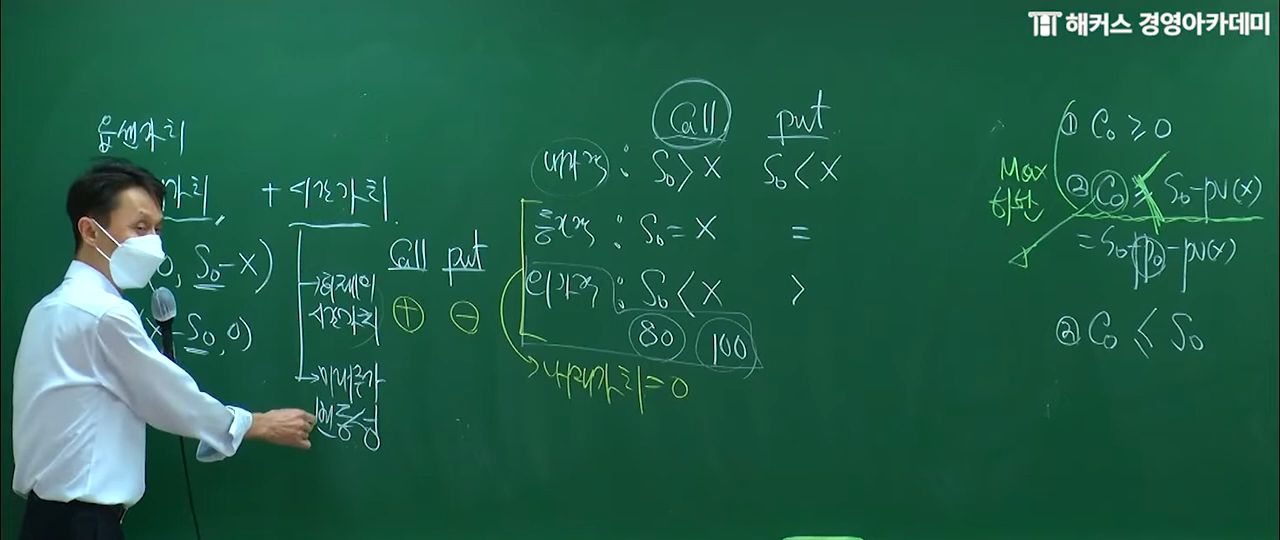 해커스 경영아카데미
옵션가치
가치 + 시간가치
0, S₀-X)
X-S₀, 0)
Call put
→ 화폐의
시간가치 ⊕ ⊖
→ 미래주가
변동성
Call put
내가격 : S₀>X S₀<X
등가격 : S₀=X =
외가격 : S₀<X >
80 100
→ 내재가치=0
① C₀ ≥ 0
Max
하한
② C₀ ≥ S₀-pv(X)
= S₀-p₀-pv(X)
③ C₀ ≤ S₀